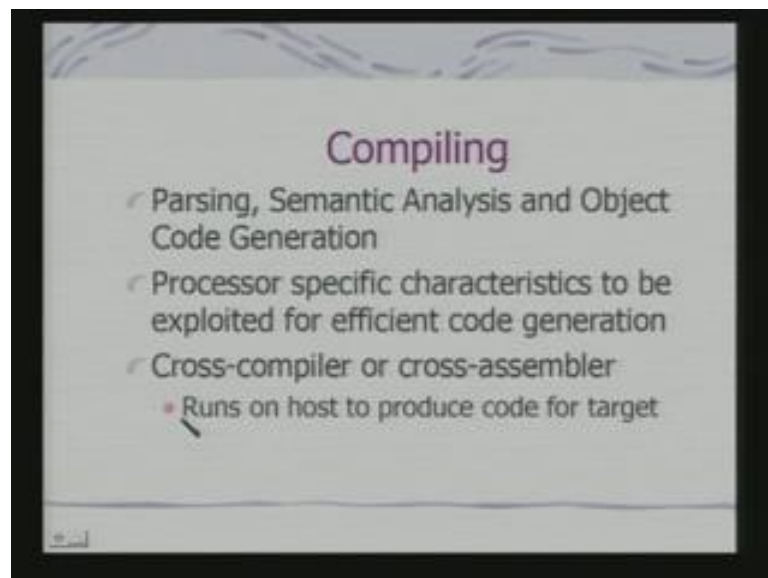 Compiling
Parsing, Semantic Analysis and Object
Code Generation
Processor specific characteristics to be
exploited for efficient code generation
Cross-compiler or cross-assembler
Runs on host to produce code for target